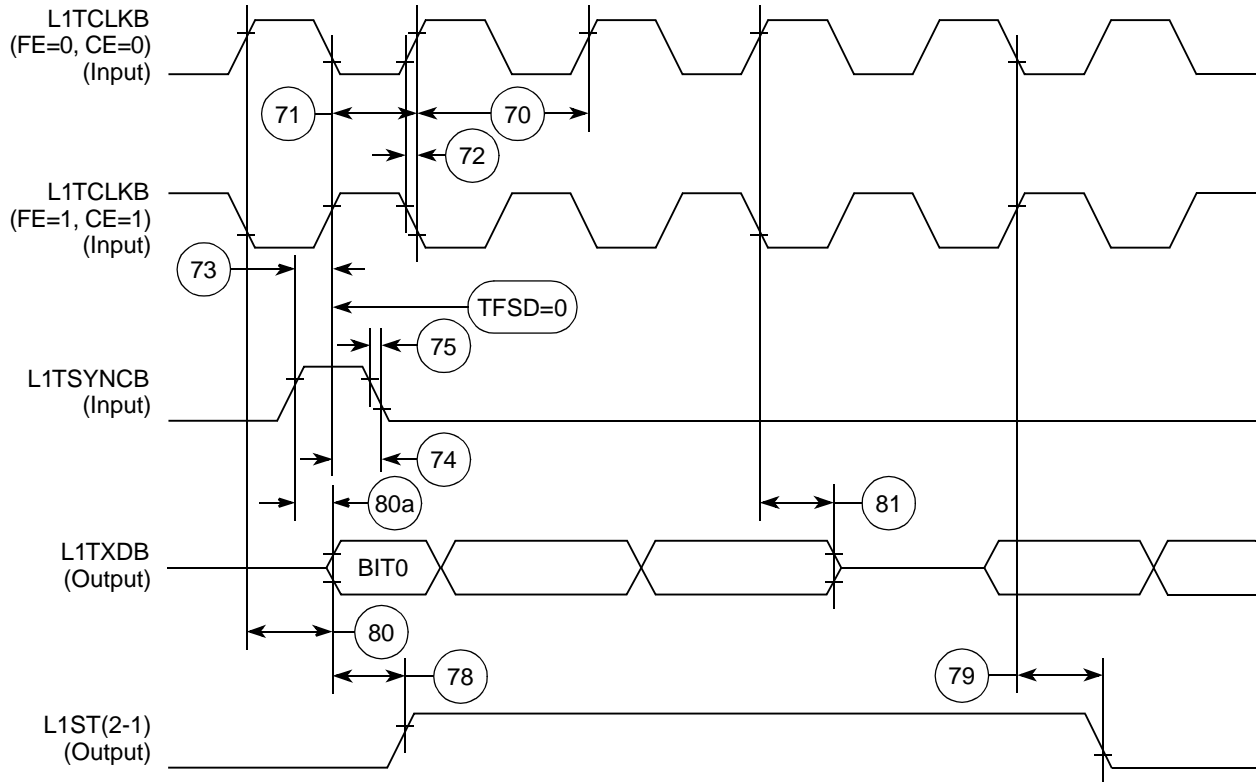 L1TCLKB
(FE=0, CE=0)
(Input)
71
70
72
L1TCLKB
(FE=1, CE=1)
(Input)
73
TFSD=0
75
L1TSYNCB
(Input)
74
80a
81
L1TXDB
(Output)
BIT0
80
78
79
L1ST(2-1)
(Output)